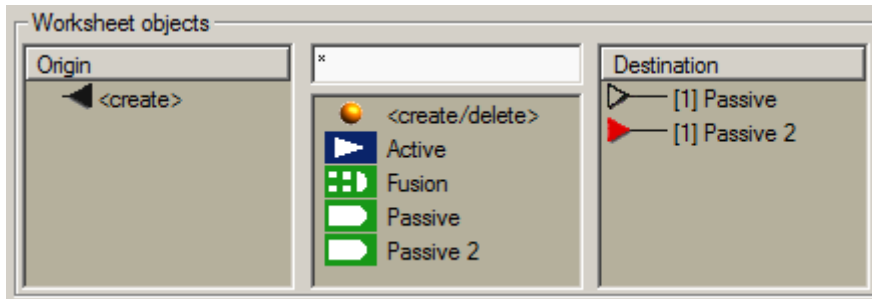 Worksheet objects
Origin
<create>
*
<create/delete>
Active
Fusion
Passive
Passive 2
Destination
[1] Passive
[1] Passive 2